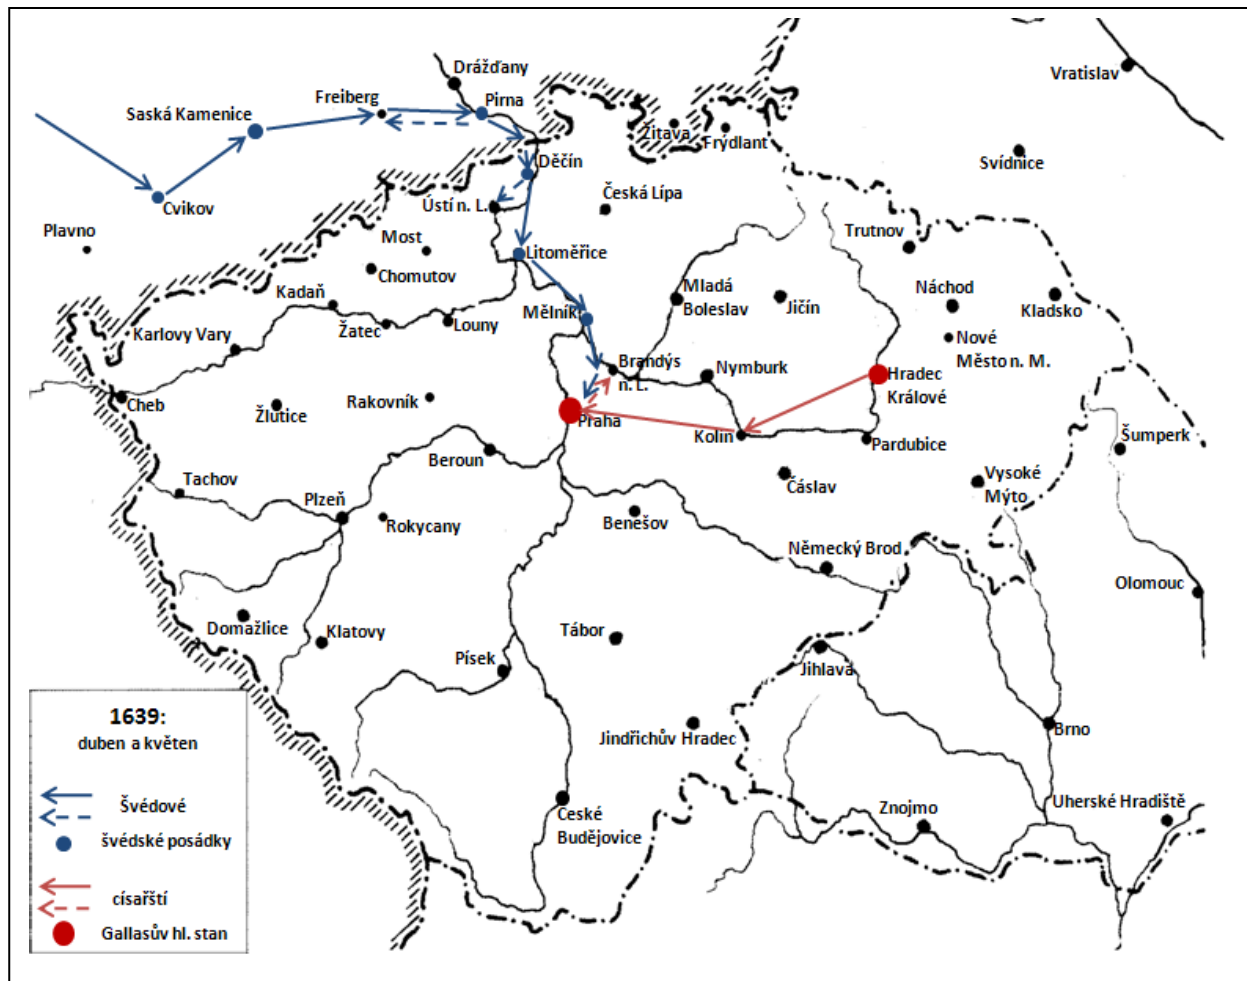 Drážďany
Vratislav
Freiberg
Pirna
Saská Kamenice
Žitava
Frýdlant
Svídnice
Děčín
Cvikov
Česká Lípa
Ústí n. L.
Plavno
Most
Trutnov
Litoměřice
Chomutov
Mladá
Boleslav
Náchod
Kadaň
Jičín
Kladsko
Mělník
Karlovy Vary
Žatec
Louny
Nové
Město n. M.
Brandýs
n. L.
Nymburk
Hradec
Králové
Cheb
Žlutice
Rakovník
Praha
Kolín
Pardubice
Šumperk
Beroun
Tachov
Čáslav
Vysoké
Mýto
Plzeň
Rokycany
Benešov
Německý Brod
Olomouc
Domažlice
Klatovy
Tábor
Písek
Jihlava
Jindřichův Hradec
Brno
České
Budějovice
Znojmo
Uherské Hradiště
1639:
duben a květen
Švédové
švédské posádky
císařští
Gallasův hl. stan